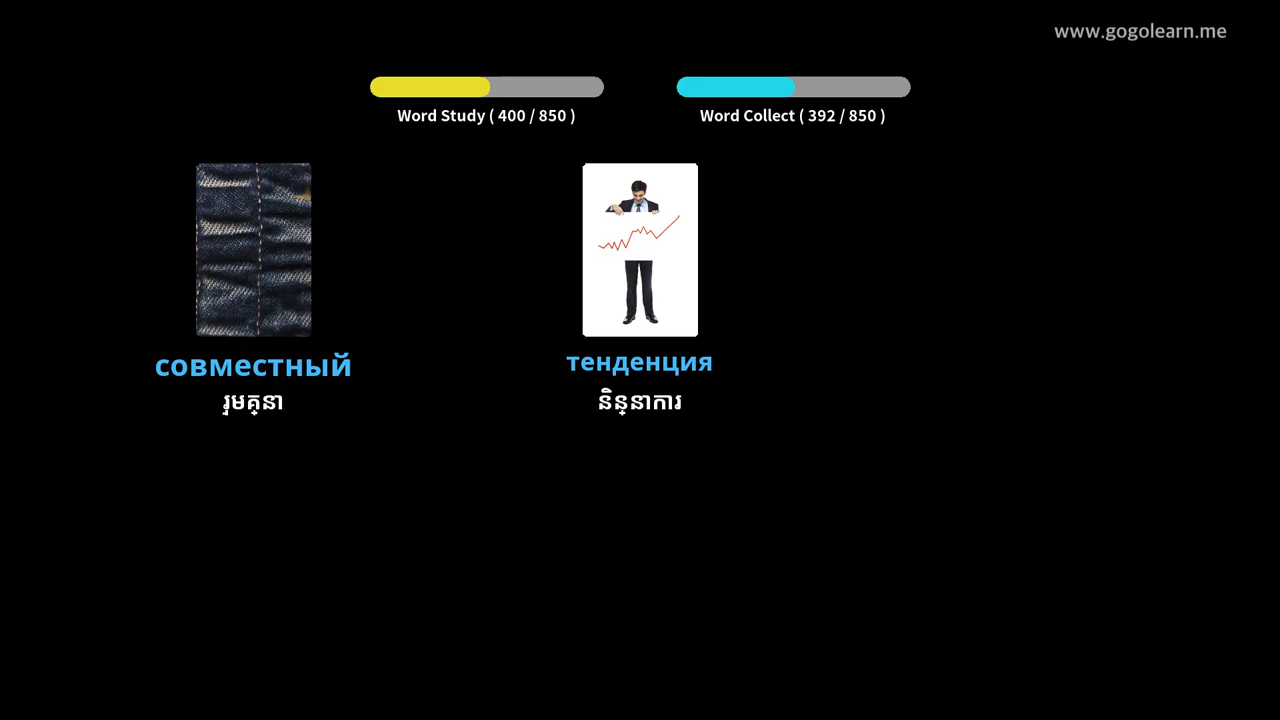 www.gogolearn.me
Word Study ( 400 / 850 )
Word Collect ( 392 / 850 )
совместный
រួមគ្នា
тенденция
និន្នាការ